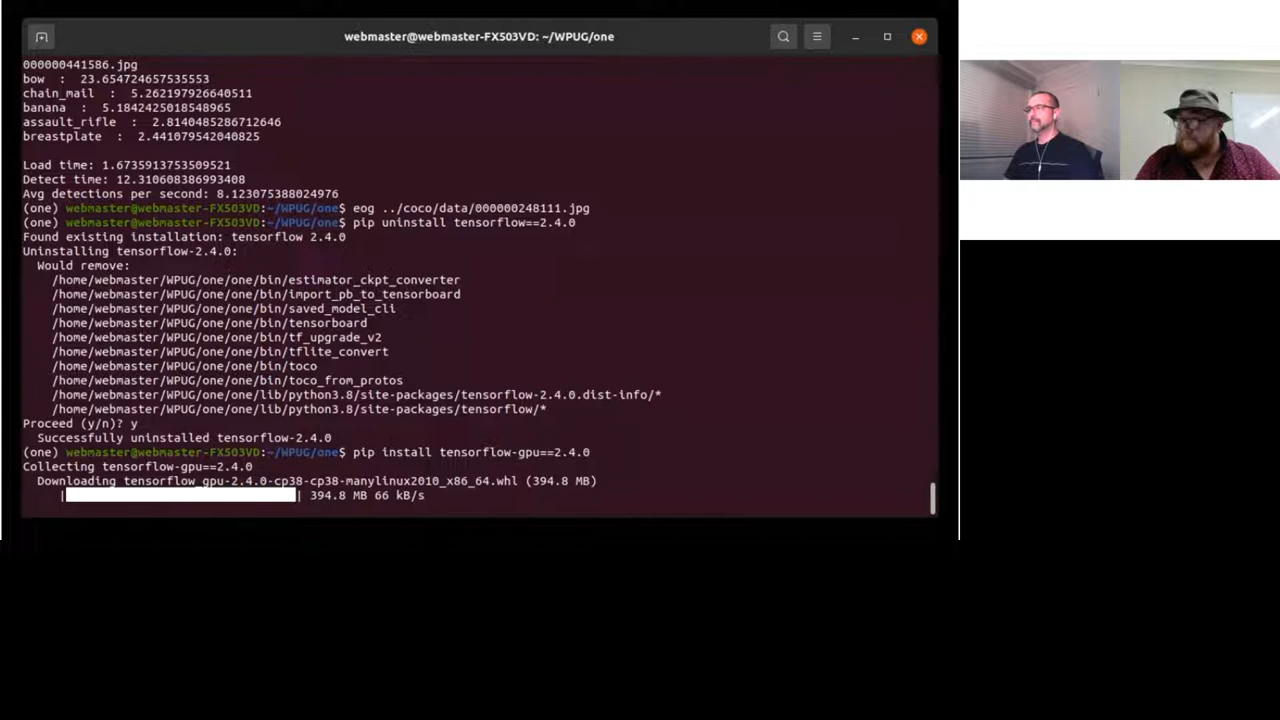 webmaster@webmaster-FX503VD: ~/WPUG/one
000000441586.jpg
bow  :  23.654724657535553
chain_mail  :  5.262197926640511
banana  :  5.1842425018548965
assault_rifle  :  2.8140485286712646
breastplate  :  2.441079542040825
Load time: 1.6735913753509521
Detect time: 12.310608386993408
Avg detections per second: 8.123075388024976
(one) webmaster@webmaster-FX503VD:~/WPUG/one$ eog ../coco/data/000000248111.jpg
(one) webmaster@webmaster-FX503VD:~/WPUG/one$ pip uninstall tensorflow==2.4.0
Found existing installation: tensorflow 2.4.0
Uninstalling tensorflow-2.4.0:
Would remove:
/home/webmaster/WPUG/one/one/bin/estimator_ckpt_converter
/home/webmaster/WPUG/one/one/bin/import_pb_to_tensorboard
/home/webmaster/WPUG/one/one/bin/saved_model_cli
/home/webmaster/WPUG/one/one/bin/tensorboard
/home/webmaster/WPUG/one/one/bin/tf_upgrade_v2
/home/webmaster/WPUG/one/one/bin/tflite_convert
/home/webmaster/WPUG/one/one/bin/toco
/home/webmaster/WPUG/one/one/bin/toco_from_protos
/home/webmaster/WPUG/one/one/lib/python3.8/site-packages/tensorflow-2.4.0.dist-info/*
/home/webmaster/WPUG/one/one/lib/python3.8/site-packages/tensorflow/*
Proceed (y/n)? y
Successfully uninstalled tensorflow-2.4.0
(one) webmaster@webmaster-FX503VD:~/WPUG/one$ pip install tensorflow-gpu==2.4.0
Collecting tensorflow-gpu==2.4.0
Downloading tensorflow_gpu-2.4.0-cp38-cp38-manylinux2010_x86_64.whl (394.8 MB)
| | 394.8 MB 66 kB/s